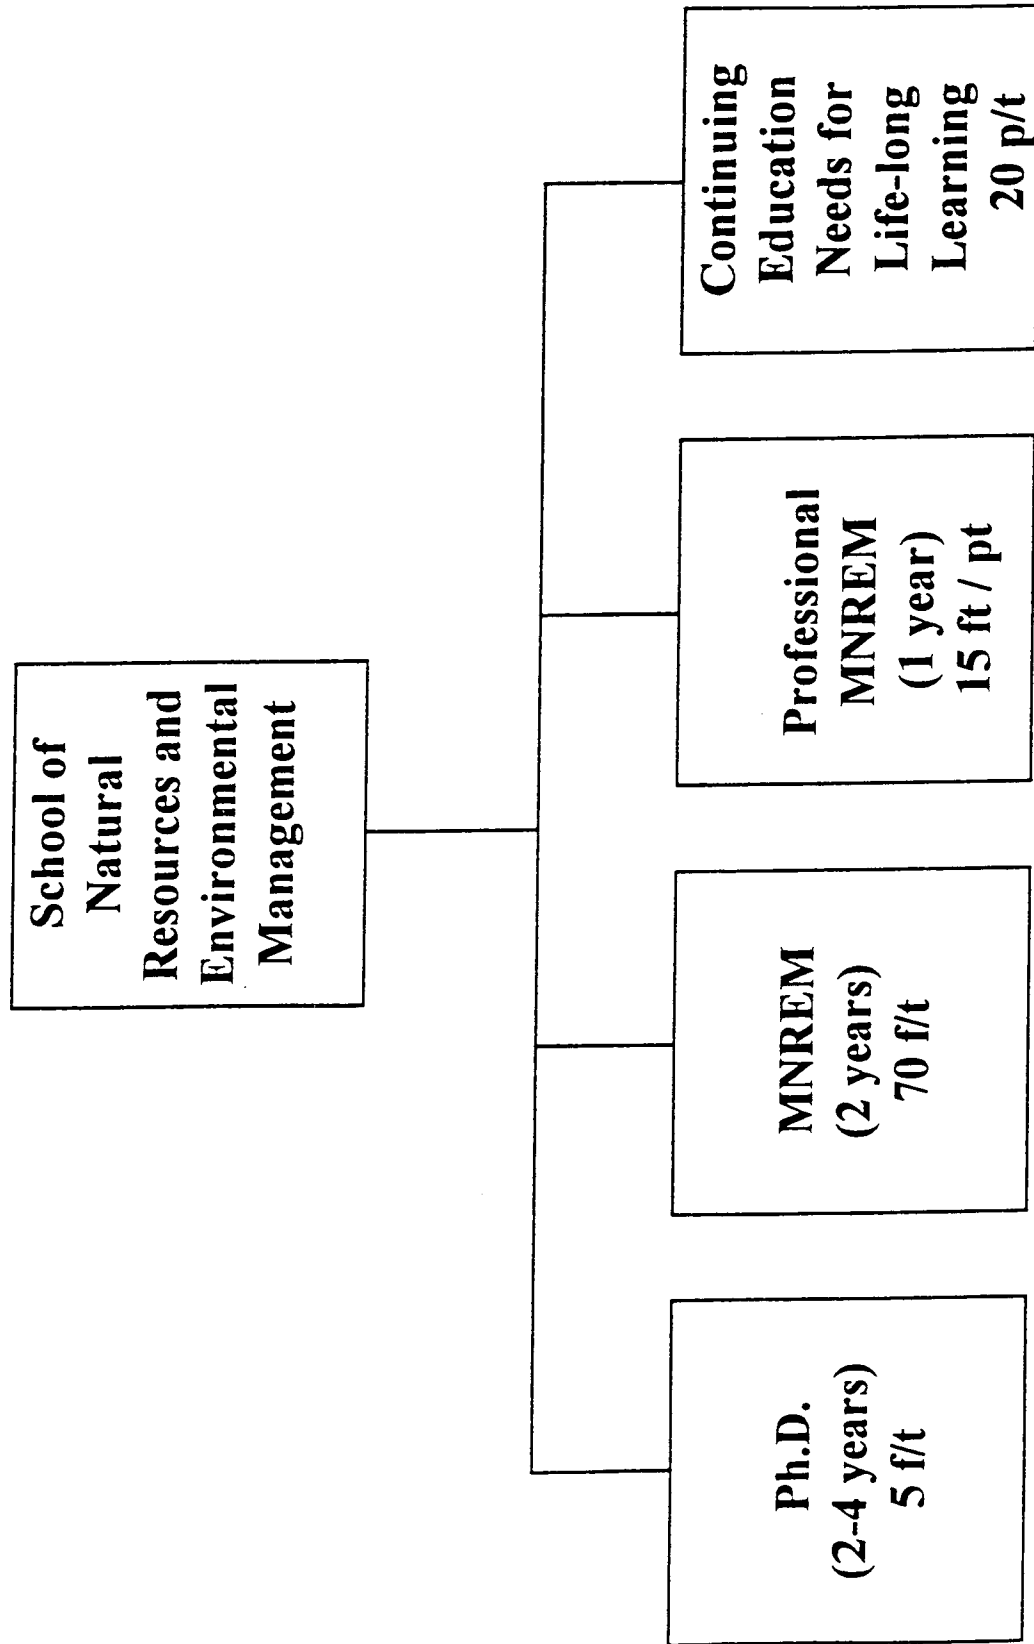 School of
Natural
Resources and
Environmental
Management
Ph.D.
(2-4 years)
5 f/t
MNREM
(2 years)
70 f/t
Professional
MNREM
(1 year)
15 ft / pt
Continuing
Education
Needs for
Life-long
Learning
20 p/t